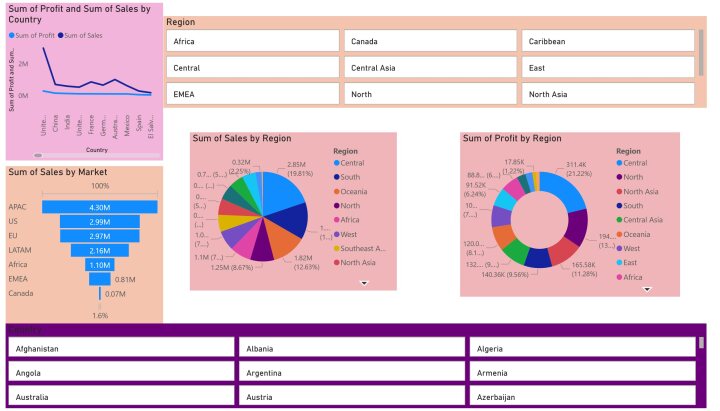 Sum of Profit and Sum of Sales by
Country
Sum of Profit Sum of Sales
Sum of Profit and Sum...
2M
0M
Unite... China India Unite... France Germ... Austra... Mexico Spain El Salv...
Country
Region
Africa Canada Caribbean
Central Central Asia East
EMEA North North Asia
Sum of Sales by Market
100%
APAC 4.30M
US 2.99M
EU 2.97M
LATAM 2.16M
Africa 1.10M
EMEA 0.81M
Canada 0.07M
1.6%
Sum of Sales by Region
0.32M
(2.25%)
2.85M
(19.81%)
1.82M
(12.63%)
1.25M (8.67%)
1.1M (7...)
1.0...
(7...)
0....
(5...)
0.7... (5....)
Region
Central
South
Oceania
North
Africa
West
Southeast A...
North Asia
Sum of Profit by Region
17.85K
(1.22%)
311.4K
(21.22%)
194...
(13...)
165.58K
(11.28%)
140.36K (9.56%)
132.... (9....)
120.0...
(8.1...)
10...
(7...)
91.52K
(6.24%)
88.8... (6....)
Region
Central
North
North Asia
South
Central Asia
Oceania
West
East
Africa
Country
Afghanistan Albania Algeria
Angola Argentina Armenia
Australia Austria Azerbaijan